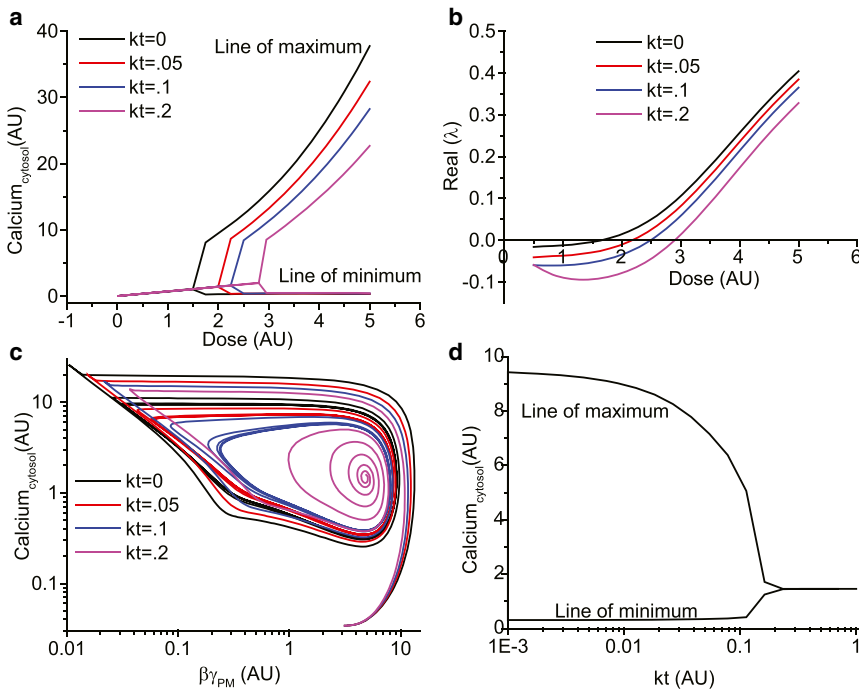 a
kt=0
kt=.05
kt=.1
kt=.2
Line of maximum
Line of minimum
Calcium_cytosol(AU)
40
30
20
10
0
-1 0 1 2 3 4 5 6
Dose (AU)
b
kt=0
kt=.05
kt=.1
kt=.2
Real (λ)
0.5
0.4
0.3
0.2
0.1
0.0
-0.1
0 1 2 3 4 5 6
Dose (AU)
c
kt=0
kt=.05
kt=.1
kt=.2
Calcium_cytosol(AU)
10
1
0.1
0.01 0.1 1 10
βγ_PM (AU)
d
Line of maximum
Line of minimum
Calcium_cytosol(AU)
10
8
6
4
2
0
1E-3 0.01 0.1 1
kt (AU)